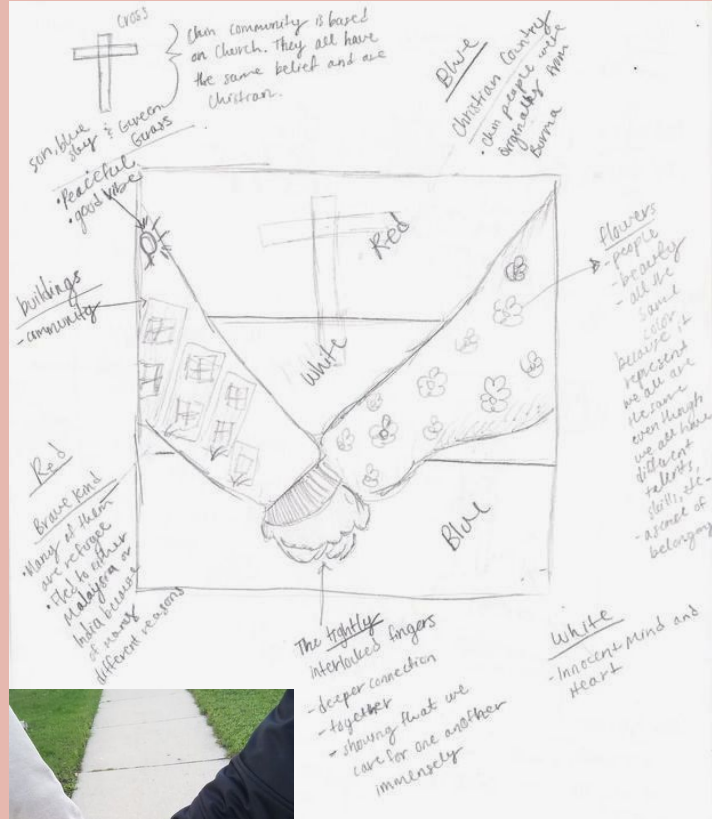 cross
Chin community is based
on Church. They all have
the same belief and are
Christian.
son, blue
sky & Green
Grass
• Peaceful
• good vibe
Blue
Christian Country
• Chin people were
originally from
Burma
buildings
- community
Red
White
Blue
flowers
- people
- beauty
- all the
same
color
because it
represent
we all are
the same
even though
we all have
different
talents,
skills, etc -
- a sense of
belonging
Red
Brave kind
• Many of them
are refugee
• Fled to either
Malaysia or
India because
of many
different reasons
The tightly
interlocked fingers
- deeper connection
- together
- showing that we
care for one another
immensely
White
- Innocent Mind and
Heart